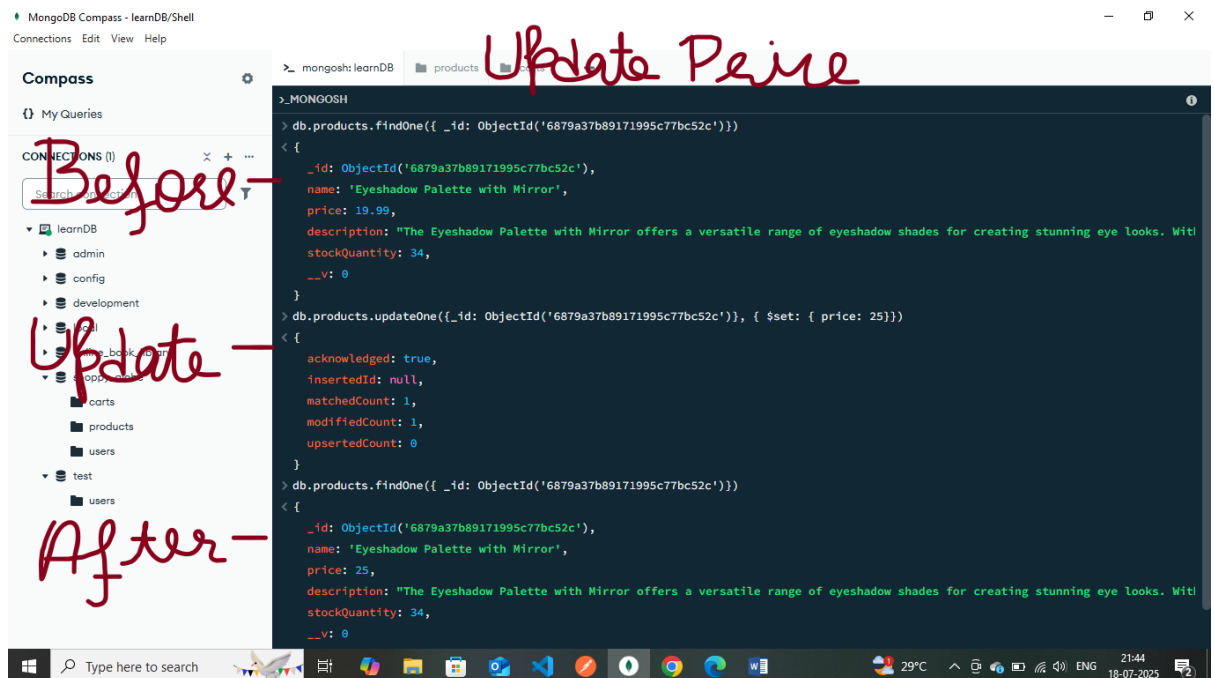 MongoDB Compass - learnDB/Shell
Connections Edit View Help
Update Price
Compass
>_ mongosh: learnDB
products
{} My Queries
>_MONGOSH
CONNECTIONS (1)
Before
Search connections
learnDB
admin
config
development
local
Update
shoppy_globe
carts
products
users
test
users
After
> db.products.findOne({ _id: ObjectId('6879a37b89171995c77bc52c')})
< {
_id: ObjectId('6879a37b89171995c77bc52c'),
name: 'Eyeshadow Palette with Mirror',
price: 19.99,
description: "The Eyeshadow Palette with Mirror offers a versatile range of eyeshadow shades for creating stunning eye looks. Wit
stockQuantity: 34,
__v: 0
}
> db.products.updateOne({_id: ObjectId('6879a37b89171995c77bc52c')}, { $set: { price: 25}})
< {
acknowledged: true,
insertedId: null,
matchedCount: 1,
modifiedCount: 1,
upsertedCount: 0
}
> db.products.findOne({ _id: ObjectId('6879a37b89171995c77bc52c')})
< {
_id: ObjectId('6879a37b89171995c77bc52c'),
name: 'Eyeshadow Palette with Mirror',
price: 25,
description: "The Eyeshadow Palette with Mirror offers a versatile range of eyeshadow shades for creating stunning eye looks. Wit
stockQuantity: 34,
__v: 0
Type here to search
29°C
ENG
21:44
18-07-2025
2